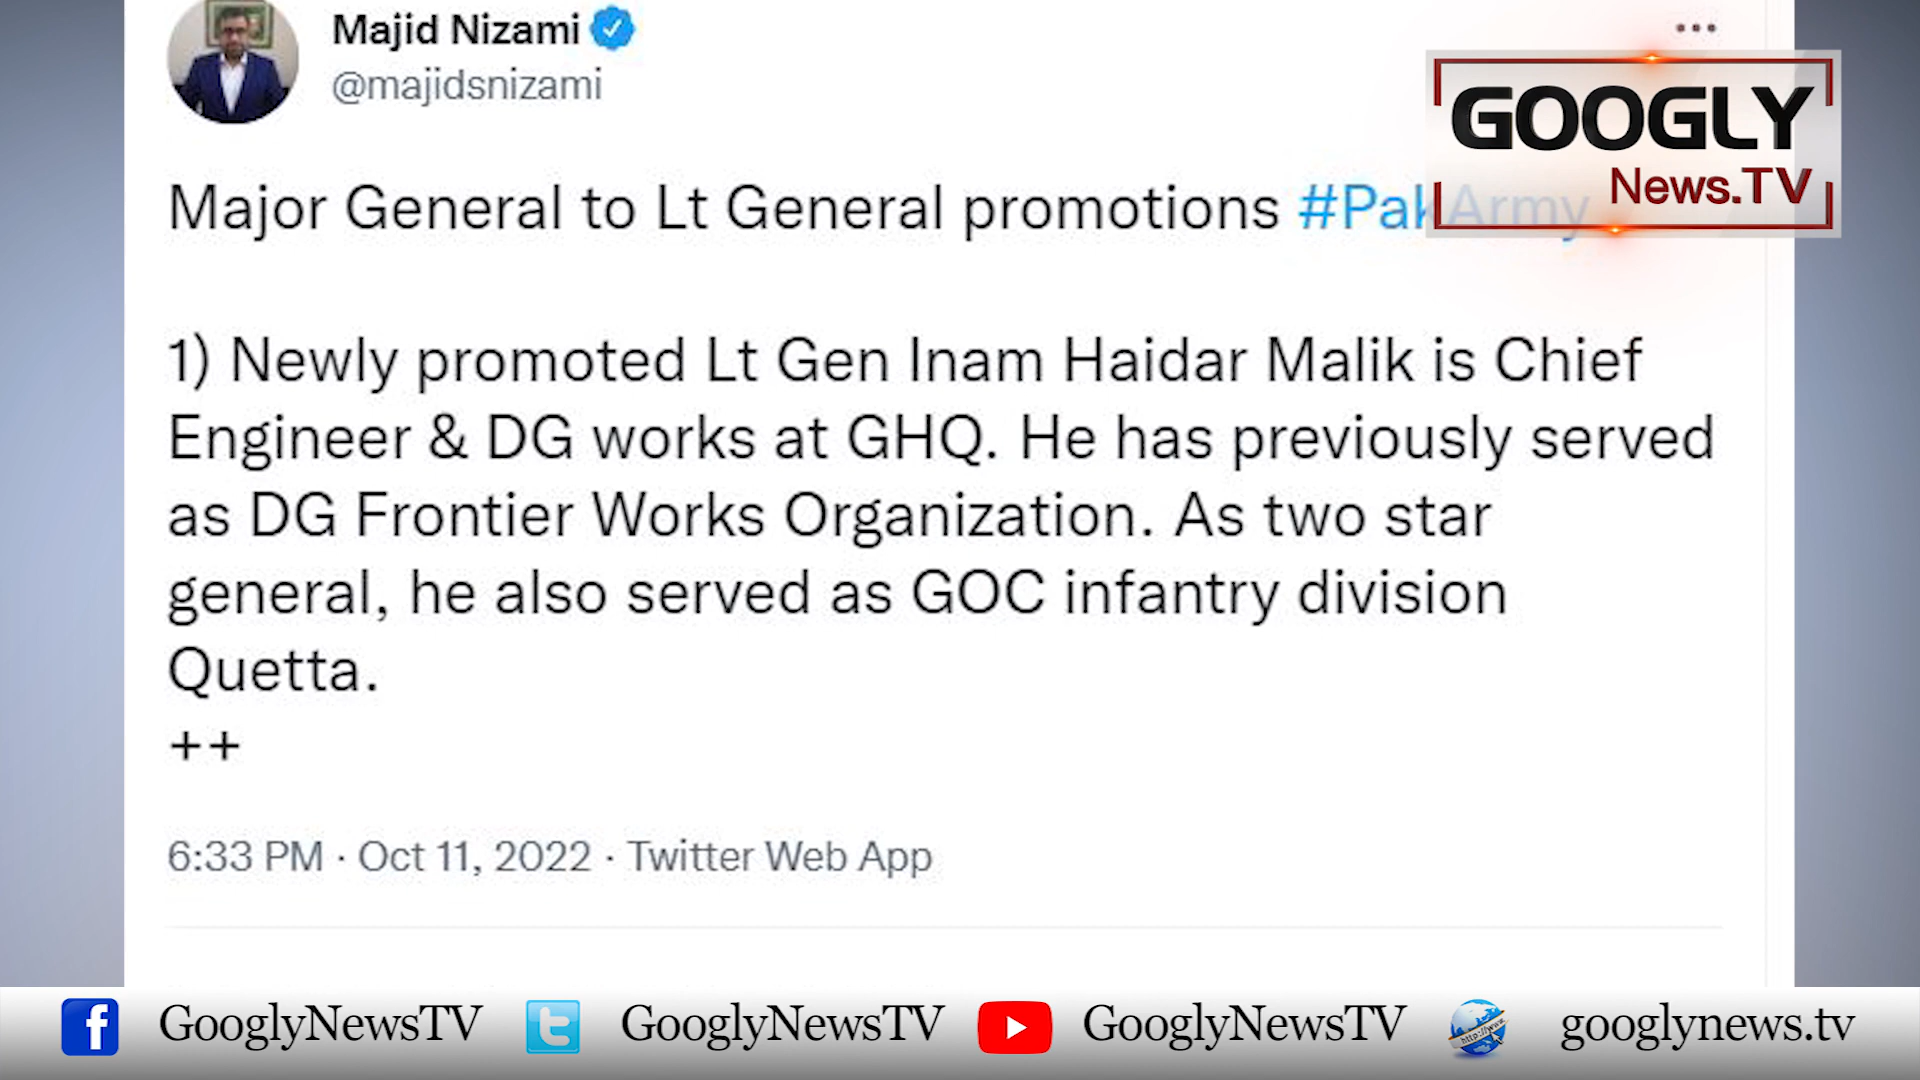 Majid Nizami
@majidsnizami
GOOGLY
News.TV
Major General to Lt General promotions #PakArmy
1) Newly promoted Lt Gen Inam Haidar Malik is Chief
Engineer & DG works at GHQ. He has previously served
as DG Frontier Works Organization. As two star
general, he also served as GOC infantry division
Quetta.
++
6:33 PM · Oct 11, 2022 · Twitter Web App
GooglyNewsTV GooglyNewsTV GooglyNewsTV googlynews.tv